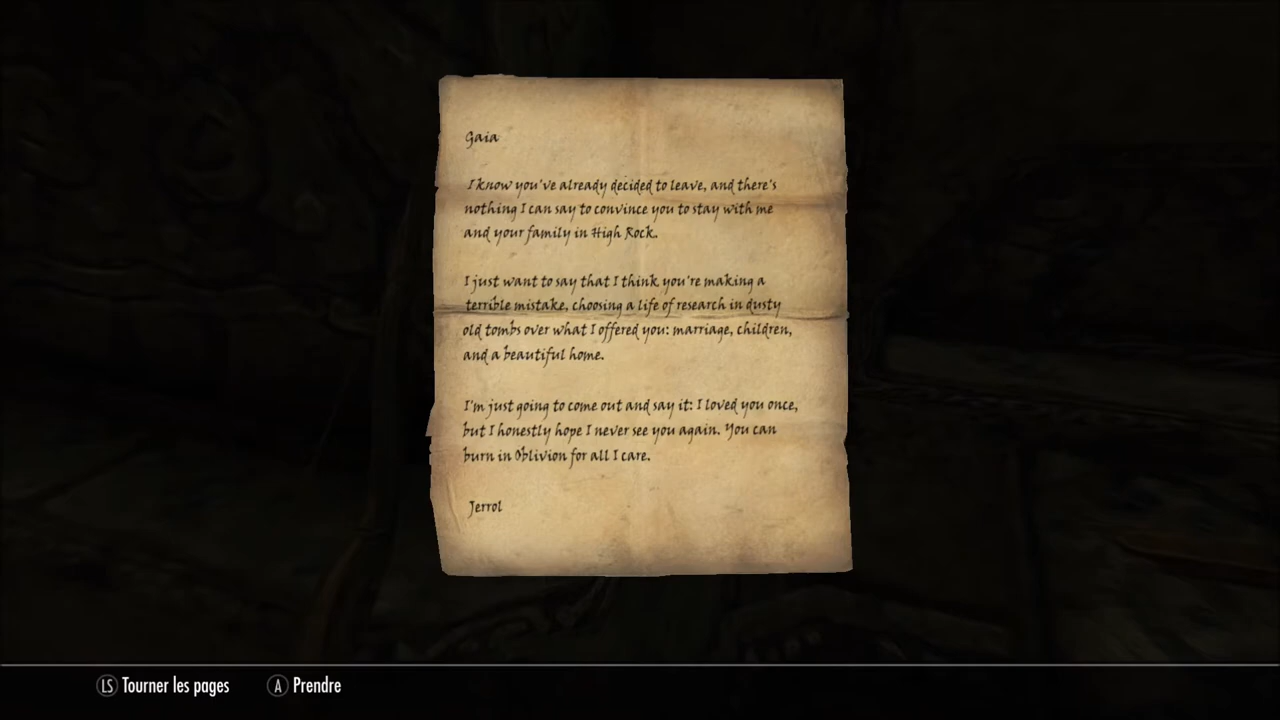 Gaia
I know you've already decided to leave, and there's
nothing I can say to convince you to stay with me
and your family in High Rock.
I just want to say that I think you're making a
terrible mistake, choosing a life of research in dusty
old tombs over what I offered you: marriage, children,
and a beautiful home.
I'm just going to come out and say it: I loved you once,
but I honestly hope I never see you again. You can
burn in Oblivion for all I care.
Jerrol
LS Tourner les pages A Prendre